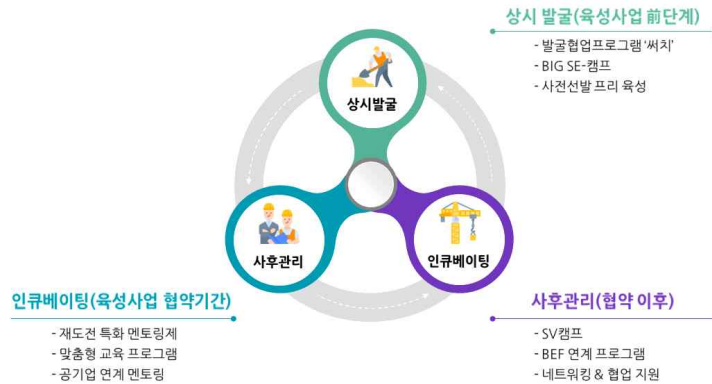 상시 발굴(육성사업 前단계)
- 발굴협업프로그램 '써치'
- BIG SE-캠프
- 사전선발 프리 육성
상시발굴
사후관리
인큐베이팅
인큐베이팅(육성사업 협약기간)
- 재도전 특화 멘토링제
- 맞춤형 교육 프로그램
- 공기업 연계 멘토링
사후관리(협약 이후)
- SV캠프
- BEF 연계 프로그램
- 네트워킹 & 협업 지원